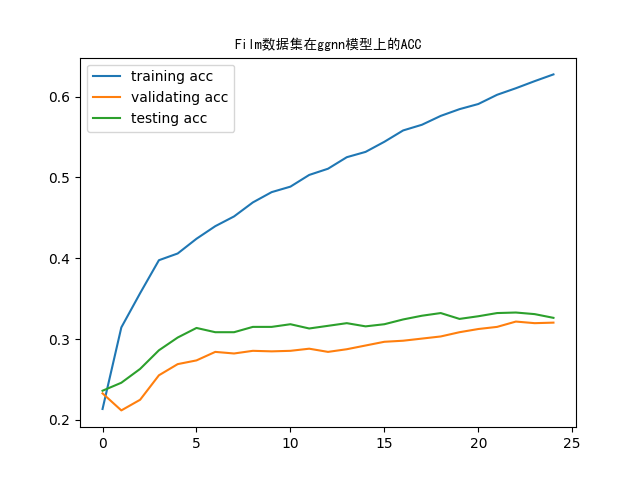 Film数据集在ggnn模型上的ACC
training acc
validating acc
testing acc
0.6
0.5
0.4
0.3
0.2
0
5
10
15
20
25